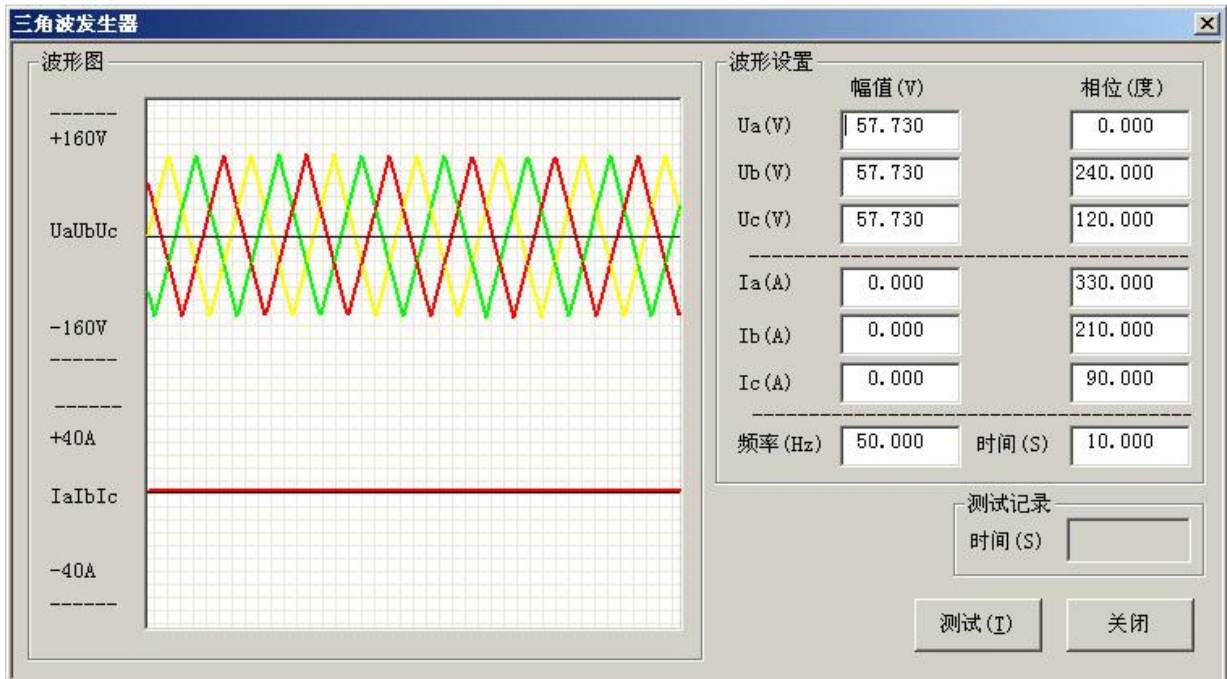 三角波发生器
波形图
------
+160V
UaUbUc
-160V
------
------
+40A
IaIbIc
-40A
------
波形设置
幅值(V) 相位(度)
Ua(V) 57.730 0.000
Ub(V) 57.730 240.000
Uc(V) 57.730 120.000
Ia(A) 0.000 330.000
Ib(A) 0.000 210.000
Ic(A) 0.000 90.000
频率(Hz) 50.000 时间(S) 10.000
测试记录
时间(S)
测试(T) 关闭